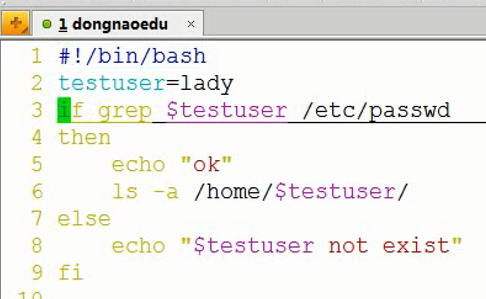 1 dongnaoedu ×
1 #!/bin/bash
2 testuser=lady
3 if grep $testuser /etc/passwd
4 then
5     echo "ok"
6     ls -a /home/$testuser/
7 else
8     echo "$testuser not exist"
9 fi
10